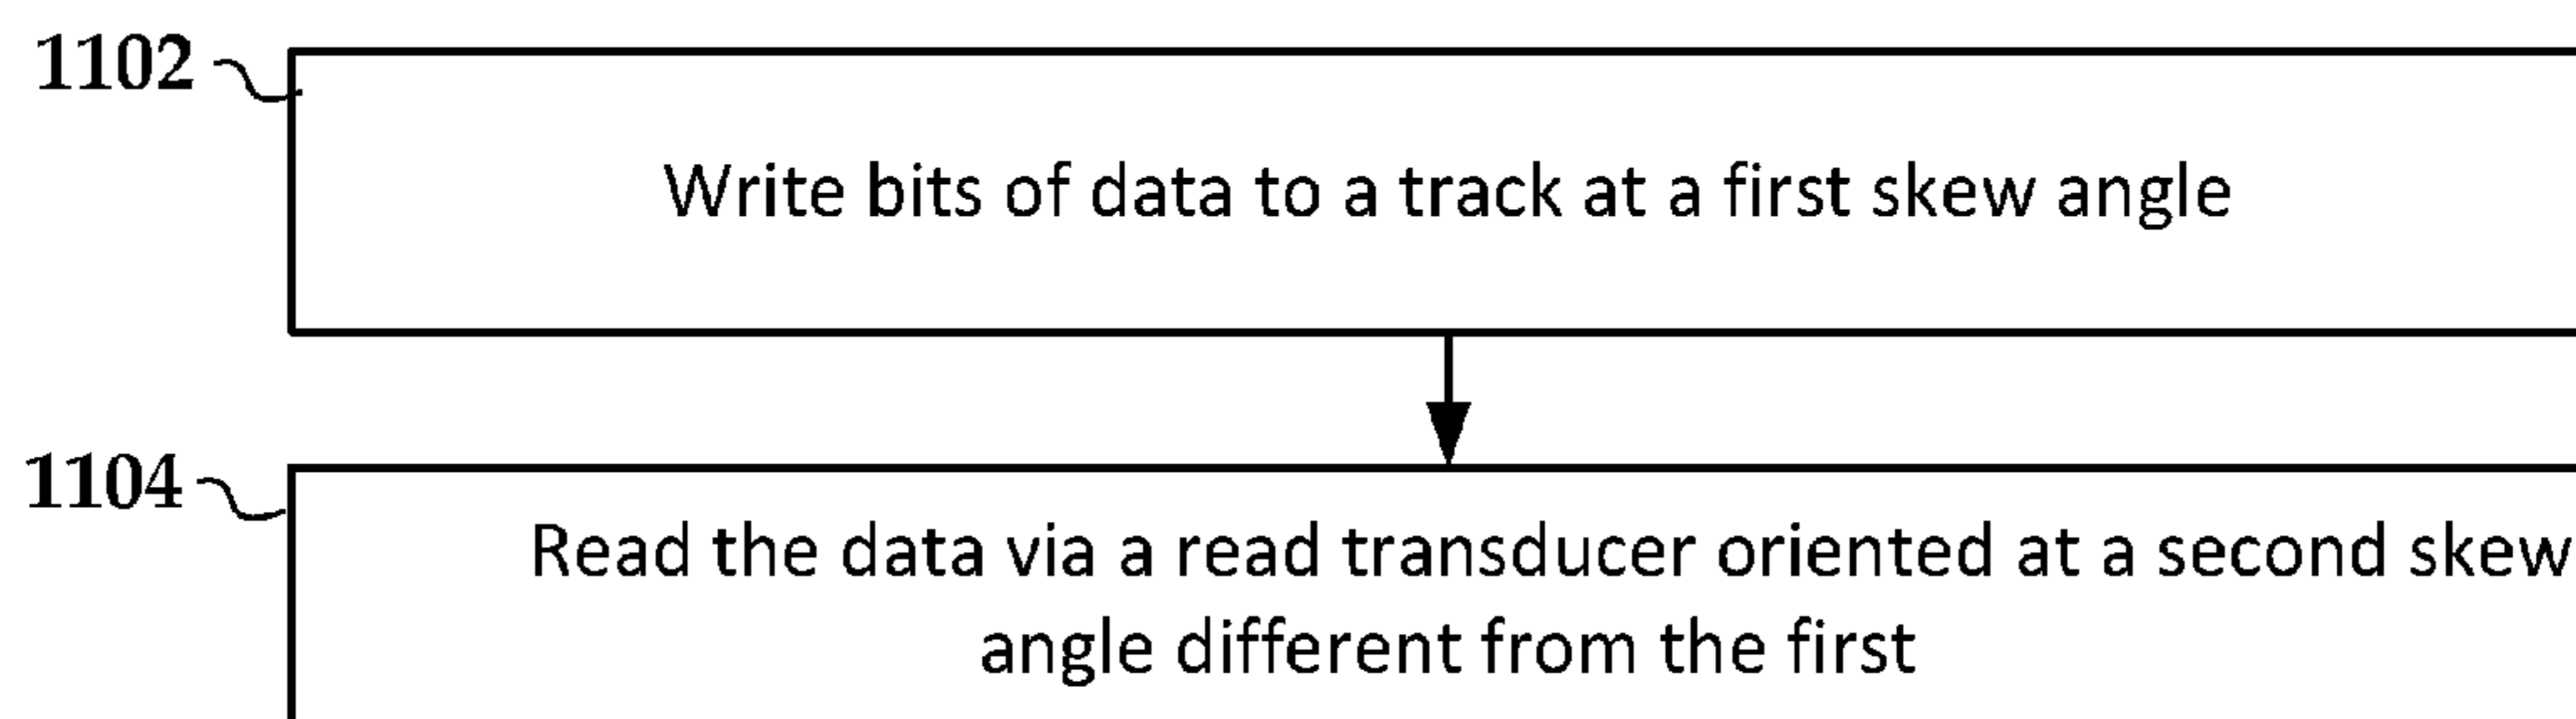 1102
Write bits of data to a track at a first skew angle
1104
Read the data via a read transducer oriented at a second skew
angle different from the first